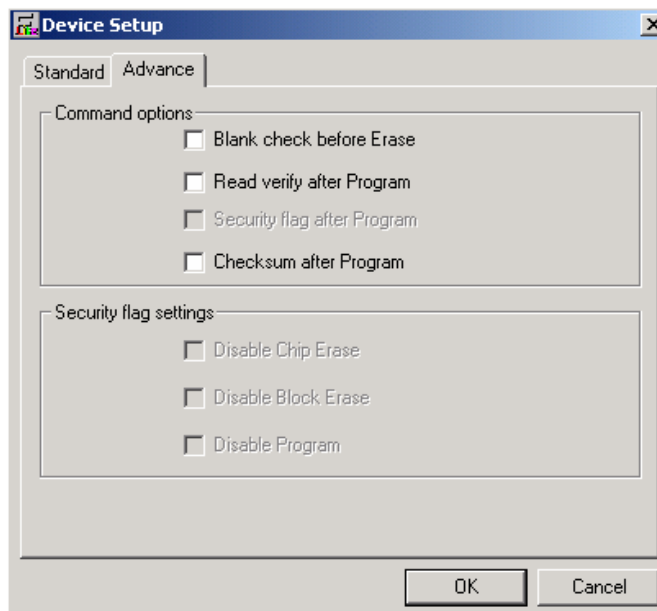 Device Setup
Standard
Advance
Command options
Blank check before Erase
Read verify after Program
Security flag after Program
Checksum after Program
Security flag settings
Disable Chip Erase
Disable Block Erase
Disable Program
OK
Cancel